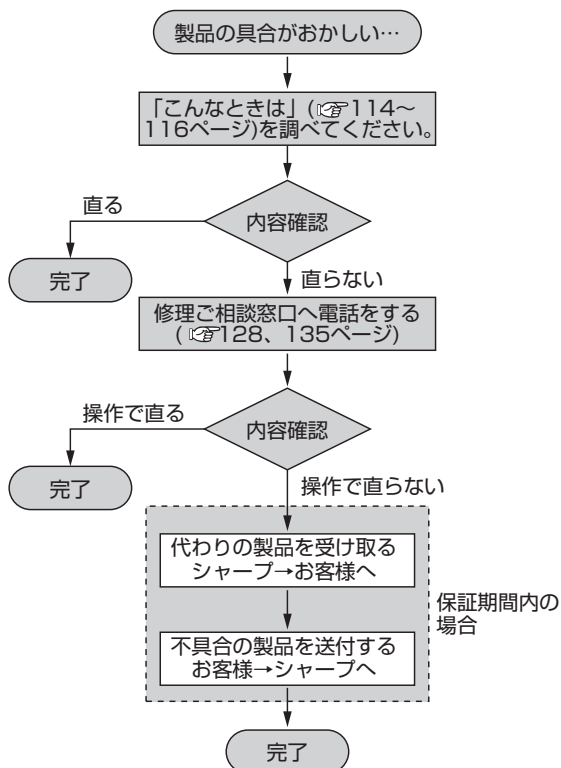 製品の具合がおかしい…
「こんなときは」(☞114～
116ページ)を調べてください。
直る
内容確認
完了
直らない
修理ご相談窓口へ電話をする
(☞128、135ページ)
操作で直る
内容確認
完了
操作で直らない
代わりの製品を受け取る
シャープ→お客様へ
保証期間内の
場合
不具合の製品を送付する
お客様→シャープへ
完了